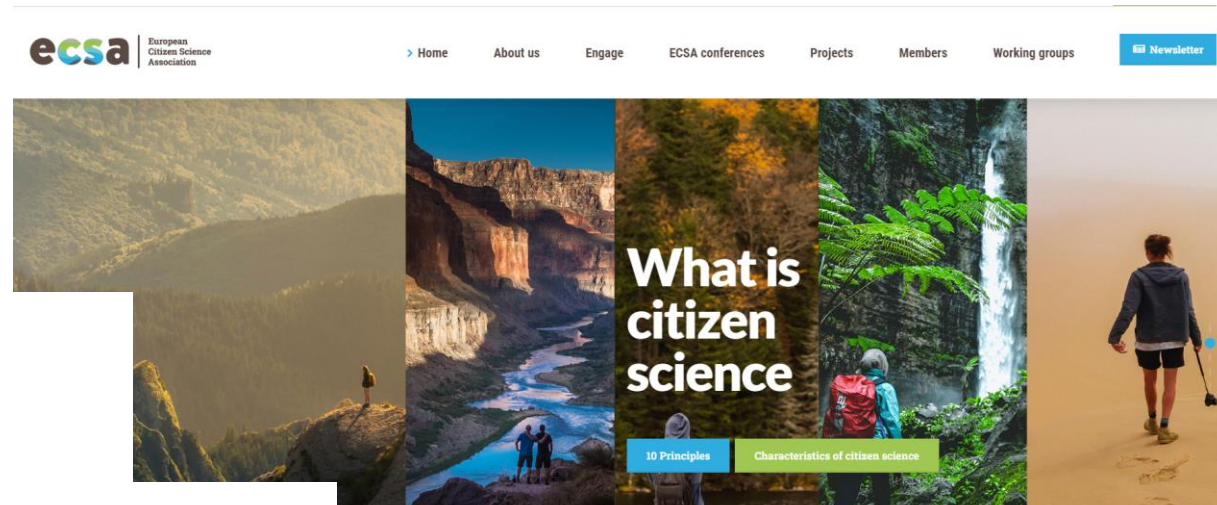 ecsa
European
Citizen Science
Association
Home
About us
Engage
ECSA conferences
Projects
Members
Working groups
Newsletter
What is
citizen
science
10 Principles
Characteristics of citizen science